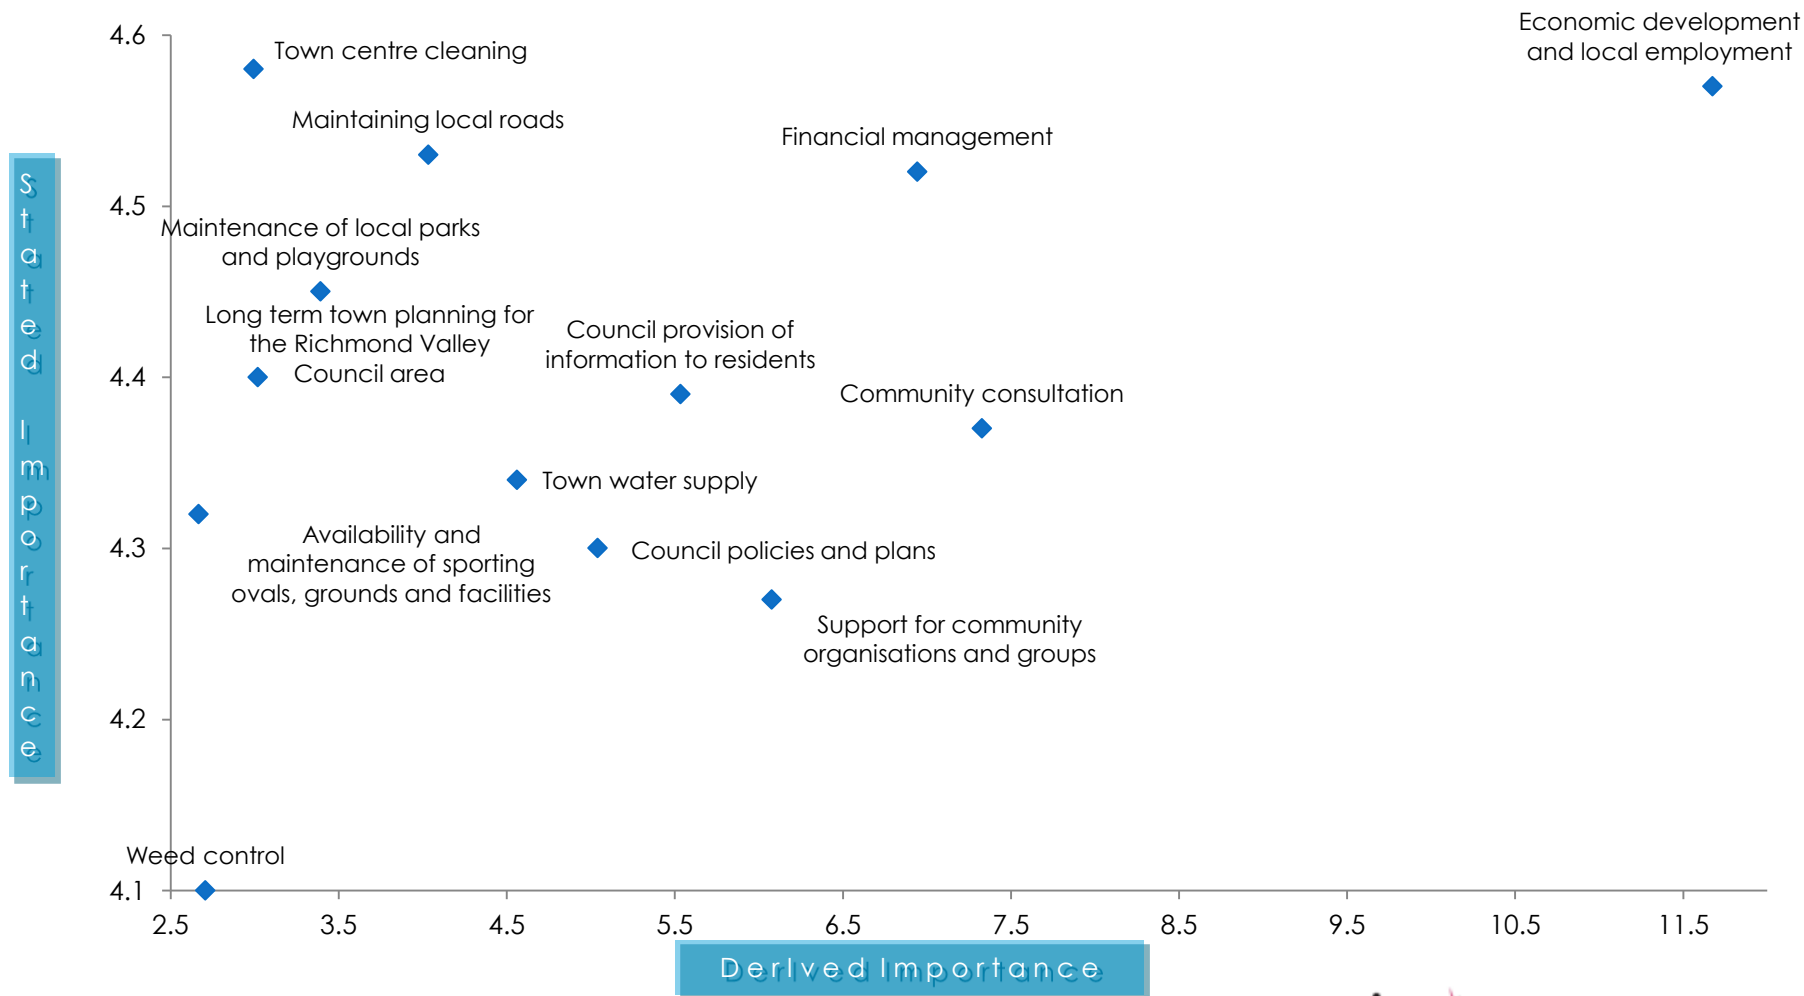 Economic development
and local employment
4.6
Town centre cleaning
Maintaining local roads
Financial management
4.5
Maintenance of local parks
and playgrounds
Long term town planning for
the Richmond Valley
Council area
Council provision of
information to residents
4.4
Community consultation
Town water supply
Availability and
maintenance of sporting
ovals, grounds and facilities
4.3
Council policies and plans
Support for community
organisations and groups
4.2
Weed control
4.1
2.5 3.5 4.5 5.5 6.5 7.5 8.5 9.5 10.5 11.5
Stated Importance
DerIved Importance